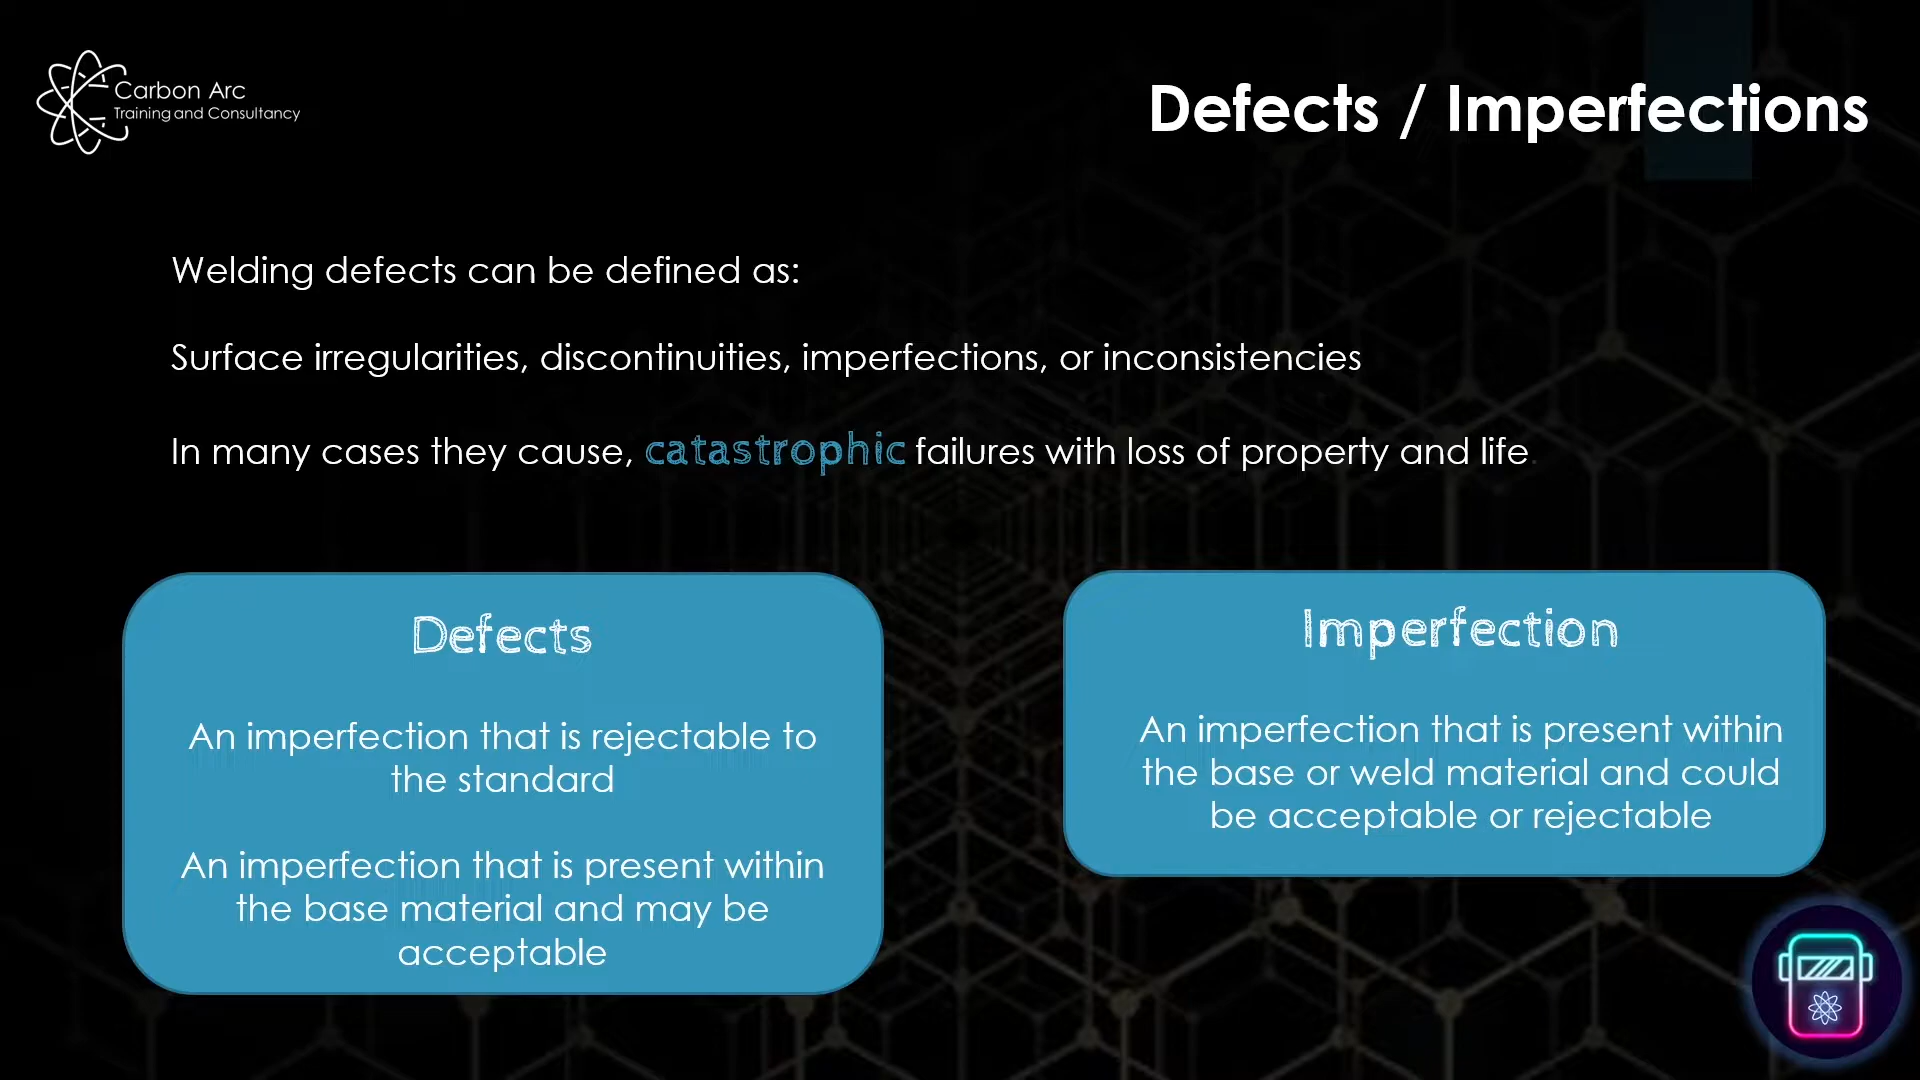 Carbon Arc
Training and Consultancy
Defects / Imperfections
Welding defects can be defined as:
Surface irregularities, discontinuities, imperfections, or inconsistencies
In many cases they cause, catastrophic failures with loss of property and life.
Defects
An imperfection that is rejectable to
the standard
An imperfection that is present within
the base material and may be
acceptable
Imperfection
An imperfection that is present within
the base or weld material and could
be acceptable or rejectable